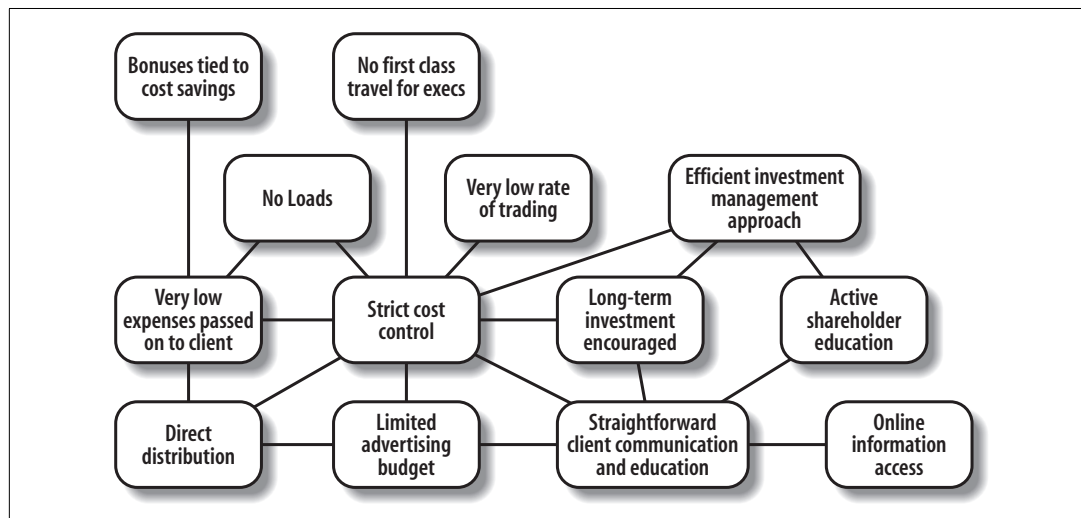 Bonuses tied to
cost savings
No first class
travel for execs
No Loads
Very low rate
of trading
Efficient investment
management
approach
Very low
expenses passed
on to client
Strict cost
control
Long-term
investment
encouraged
Active
shareholder
education
Direct
distribution
Limited
advertising
budget
Straightforward
client communication
and education
Online
information
access